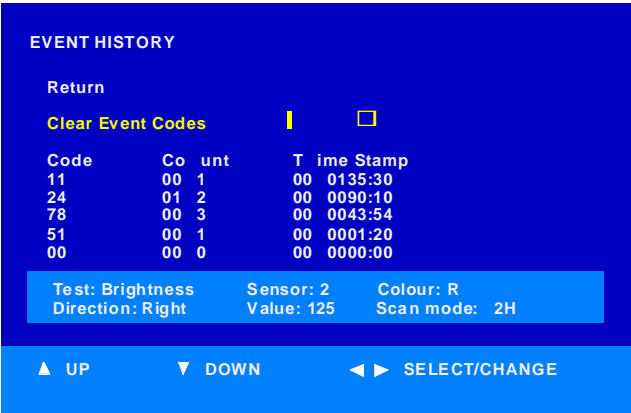 EVENT HISTORY
Return
Clear Event Codes
Code Co unt T ime Stamp
11 00 1 00 0135:30
24 01 2 00 0090:10
78 00 3 00 0043:54
51 00 1 00 0001:20
00 00 0 00 0000:00
Test: Brightness Sensor: 2 Colour: R
Direction: Right Value: 125 Scan mode: 2H
▲ UP ▼ DOWN ◀ ▶ SELECT/CHANGE